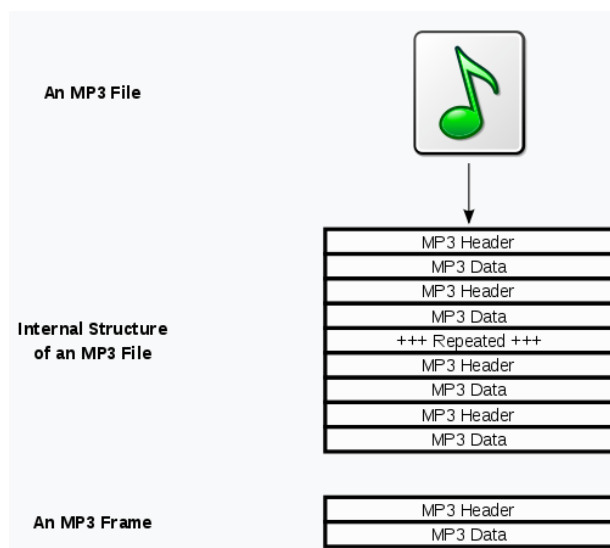 An MP3 File
MP3 Header
MP3 Data
MP3 Header
MP3 Data
Internal Structure
of an MP3 File
+++ Repeated +++
MP3 Header
MP3 Data
MP3 Header
MP3 Data
An MP3 Frame
MP3 Header
MP3 Data